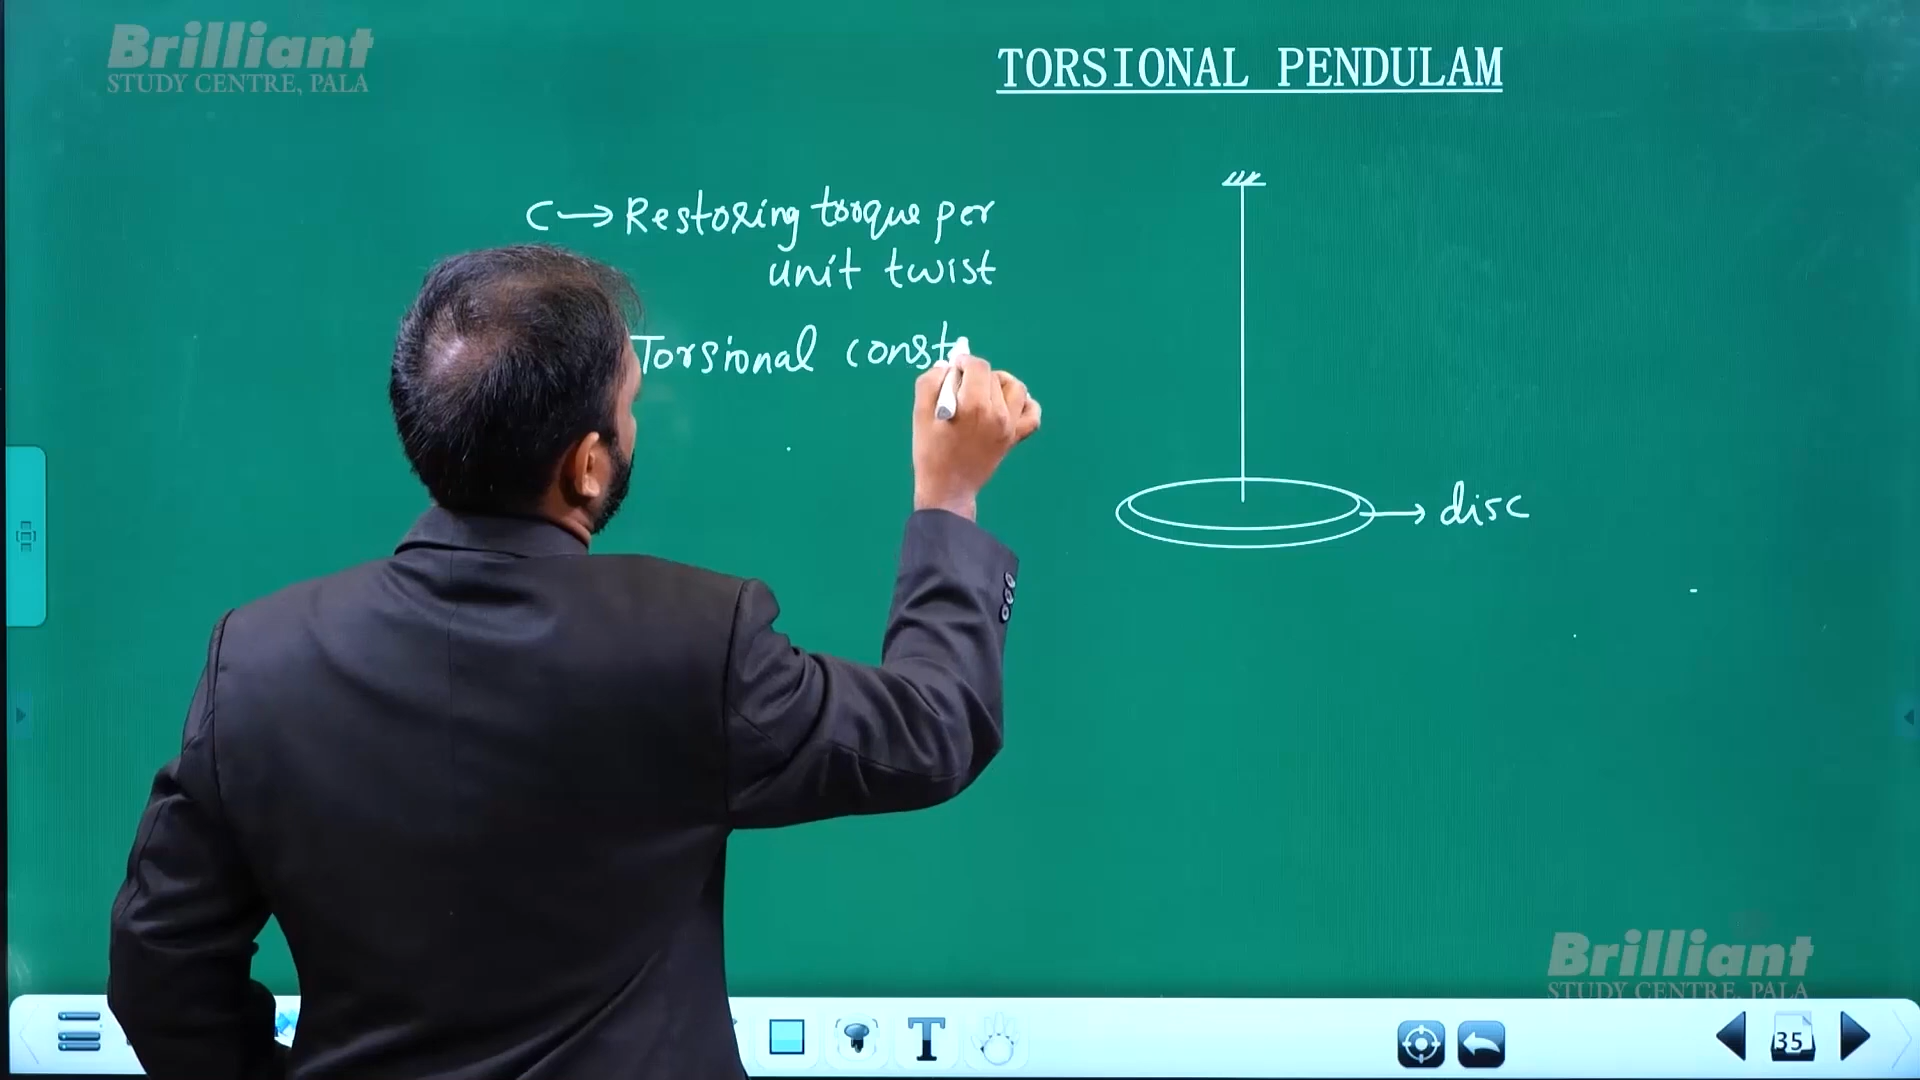 Brilliant
STUDY CENTRE, PALA
TORSIONAL PENDULAM
C → Restoring torque per
unit twist
Torsional const
disc
Brilliant
STUDY CENTRE, PALA
T
35